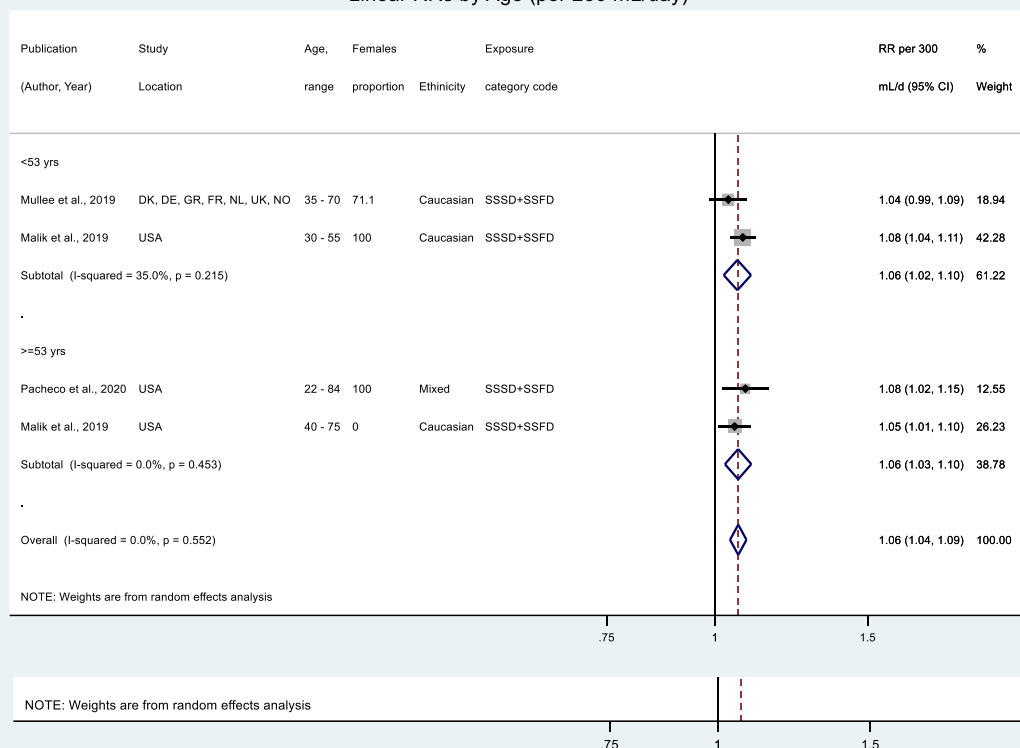 Linear RRs by Age (per 250 mL/day)
Publication Study Age, Females Exposure RR per 300 %
(Author, Year) Location range proportion Ethinicity category code mL/d (95% CI) Weight
<53 yrs
Mullee et al., 2019 DK, DE, GR, FR, NL, UK, NO 35 - 70 71.1 Caucasian SSSD+SSFD 1.04 (0.99, 1.09) 18.94
Malik et al., 2019 USA 30 - 55 100 Caucasian SSSD+SSFD 1.08 (1.04, 1.11) 42.28
Subtotal (I-squared = 35.0%, p = 0.215) 1.06 (1.02, 1.10) 61.22
.
>=53 yrs
Pacheco et al., 2020 USA 22 - 84 100 Mixed SSSD+SSFD 1.08 (1.02, 1.15) 12.55
Malik et al., 2019 USA 40 - 75 0 Caucasian SSSD+SSFD 1.05 (1.01, 1.10) 26.23
Subtotal (I-squared = 0.0%, p = 0.453) 1.06 (1.03, 1.10) 38.78
.
Overall (I-squared = 0.0%, p = 0.552) 1.06 (1.04, 1.09) 100.00
NOTE: Weights are from random effects analysis
.75 1 1.5
NOTE: Weights are from random effects analysis
.75 1 1.5